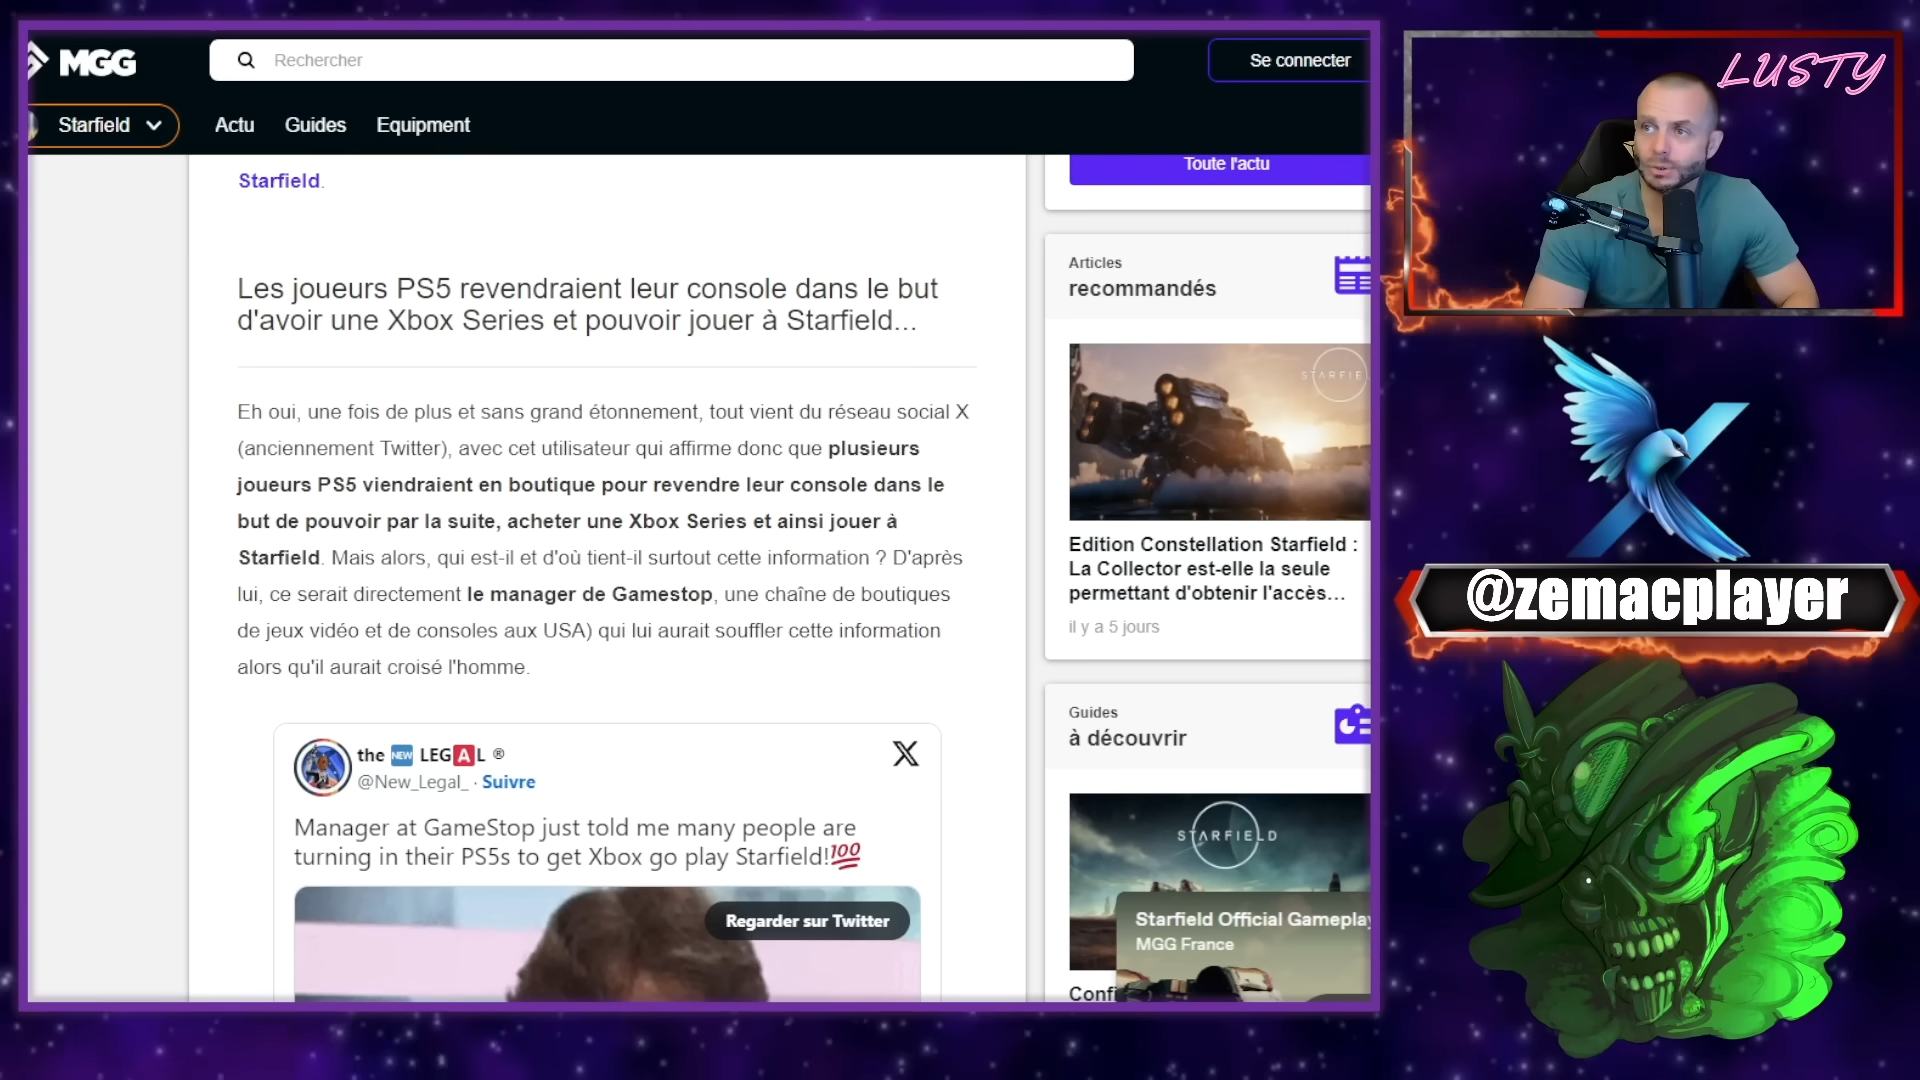 MGG
Rechercher
Se connecter
Starfield
Actu
Guides
Equipment
Starfield.
Les joueurs PS5 revendraient leur console dans le but
d'avoir une Xbox Series et pouvoir jouer à Starfield...
Eh oui, une fois de plus et sans grand étonnement, tout vient du réseau social X
(anciennement Twitter), avec cet utilisateur qui affirme donc que plusieurs
joueurs PS5 viendraient en boutique pour revendre leur console dans le
but de pouvoir par la suite, acheter une Xbox Series et ainsi jouer à
Starfield. Mais alors, qui est-il et d'où tient-il surtout cette information ? D'après
lui, ce serait directement le manager de Gamestop, une chaîne de boutiques
de jeux vidéo et de consoles aux USA) qui lui aurait souffler cette information
alors qu'il aurait croisé l'homme.
the 🆕 LEG🅰️L ®
@New_Legal_ · Suivre
Manager at GameStop just told me many people are
turning in their PS5s to get Xbox go play Starfield!💯
Regarder sur Twitter
Toute l'actu
Articles
recommandés
STARFIE
Edition Constellation Starfield :
La Collector est-elle la seule
permettant d'obtenir l'accès...
il y a 5 jours
Guides
à découvrir
STARFIELD
Starfield Official Gameplay
MGG France
Confi
LUSTY
@zemacplayer